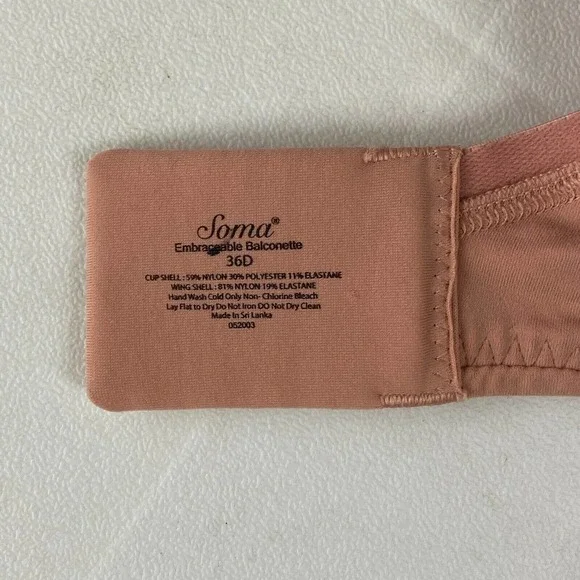 Soma®
Embraceable Balconette
36D
CUP SHELL : 59% NYLON 30% POLYESTER 11% ELASTANE
WING SHELL : 81% NYLON 19% ELASTANE
Hand Wash Cold Only Non- Chlorine Bleach
Lay Flat to Dry Do Not Iron DO Not Dry Clean
Made In Sri Lanka
052003